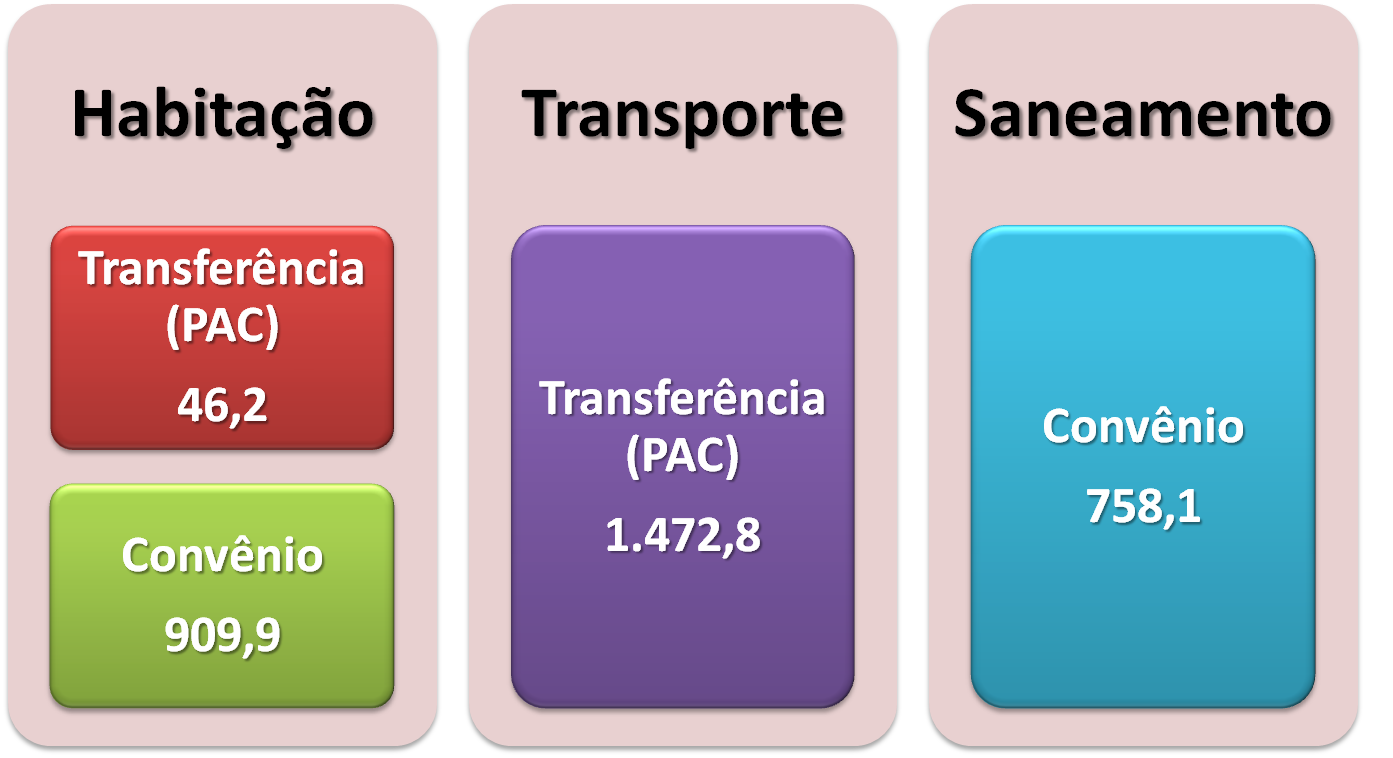 Habitação
Transferência
(PAC)
46,2
Convênio
909,9
Transporte
Transferência
(PAC)
1.472,8
Saneamento
Convênio
758,1